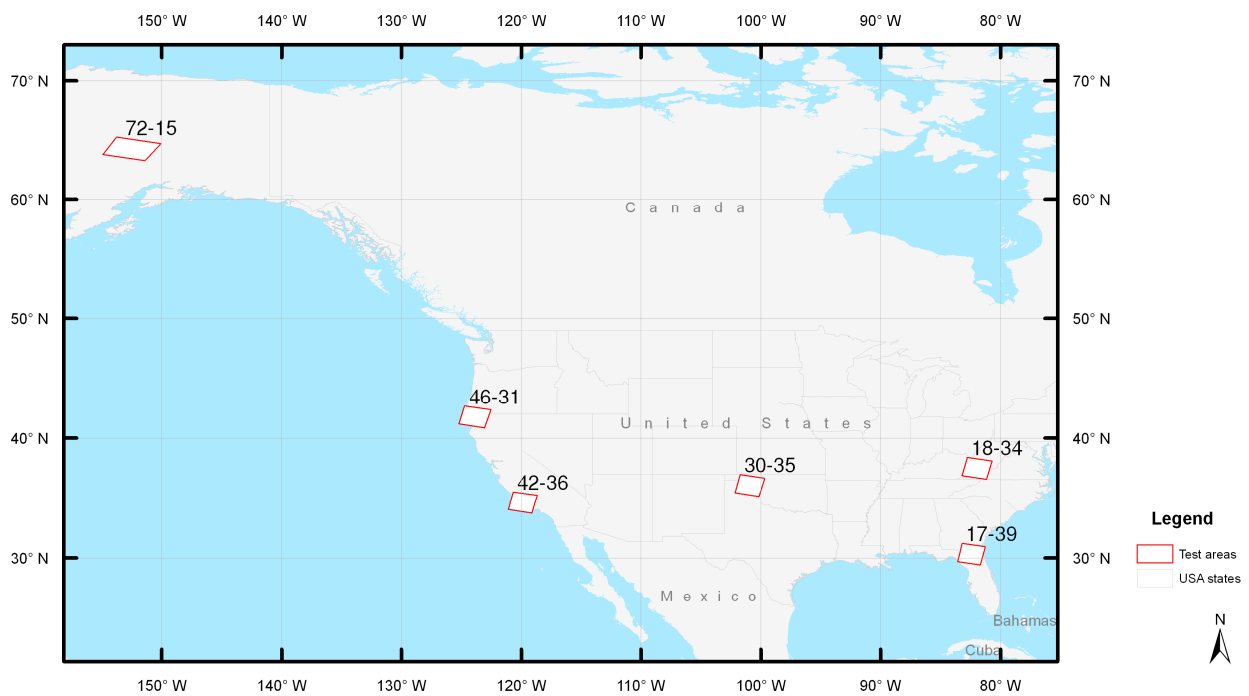 150° W 140° W 130° W 120° W 110° W 100° W 90° W 80° W
70° N 70° N
72-15
60° N 60° N
Canada
50° N 50° N
46-31
United States
40° N 40° N
18-34
30-35
42-36
Legend
17-39
30° N 30° N
Test areas
USA states
Mexico
Bahamas
N
Cuba
150° W 140° W 130° W 120° W 110° W 100° W 90° W 80° W